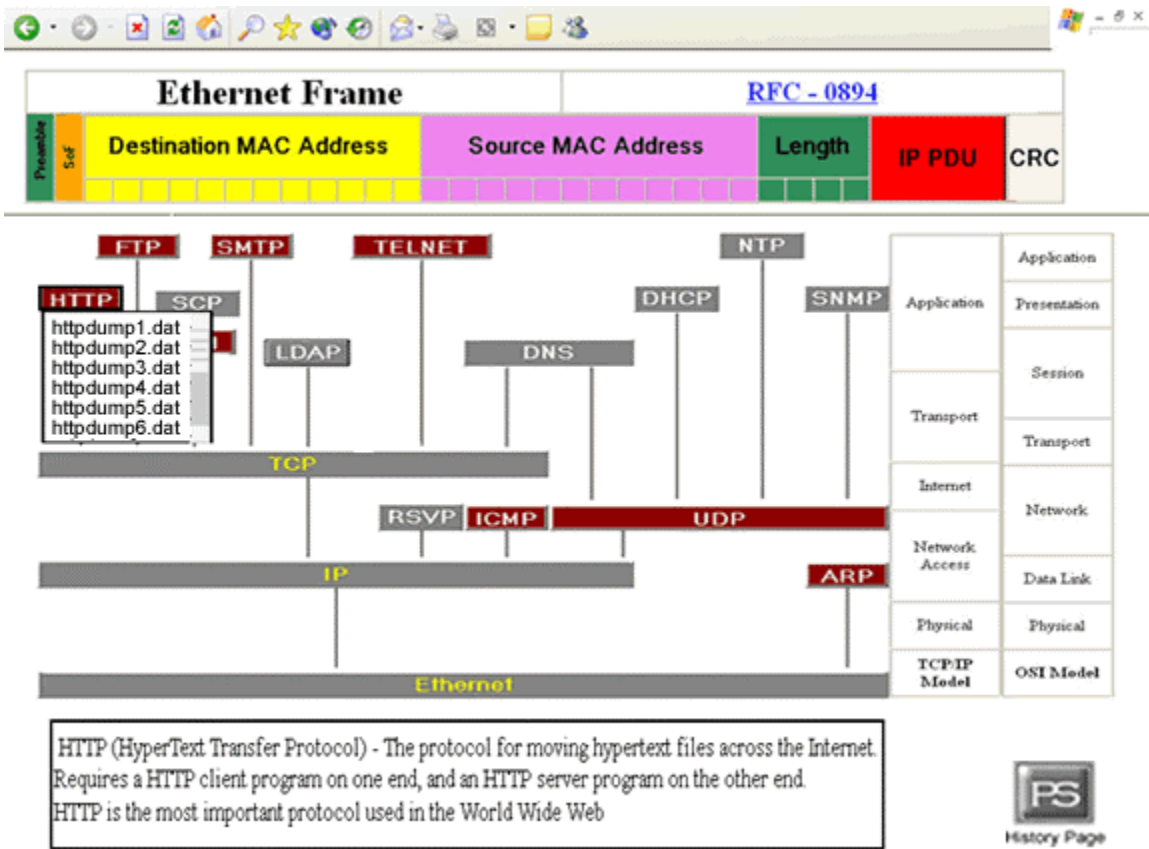 Ethernet Frame
RFC - 0894
Preamble
SoF
Destination MAC Address
Source MAC Address
Length
IP PDU
CRC
FTP
SMTP
TELNET
NTP
HTTP
SCP
DHCP
SNMP
httpdump1.dat
httpdump2.dat
httpdump3.dat
httpdump4.dat
httpdump5.dat
httpdump6.dat
LDAP
DNS
TCP
RSVP
ICMP
UDP
IP
ARP
Ethernet
Application
Transport
Internet
Network
Access
Physical
TCP/IP
Model
Application
Presentation
Session
Transport
Network
Data Link
Physical
OSI Model
HTTP (HyperText Transfer Protocol) - The protocol for moving hypertext files across the Internet.
Requires a HTTP client program on one end, and an HTTP server program on the other end.
HTTP is the most important protocol used in the World Wide Web
PS
History Page